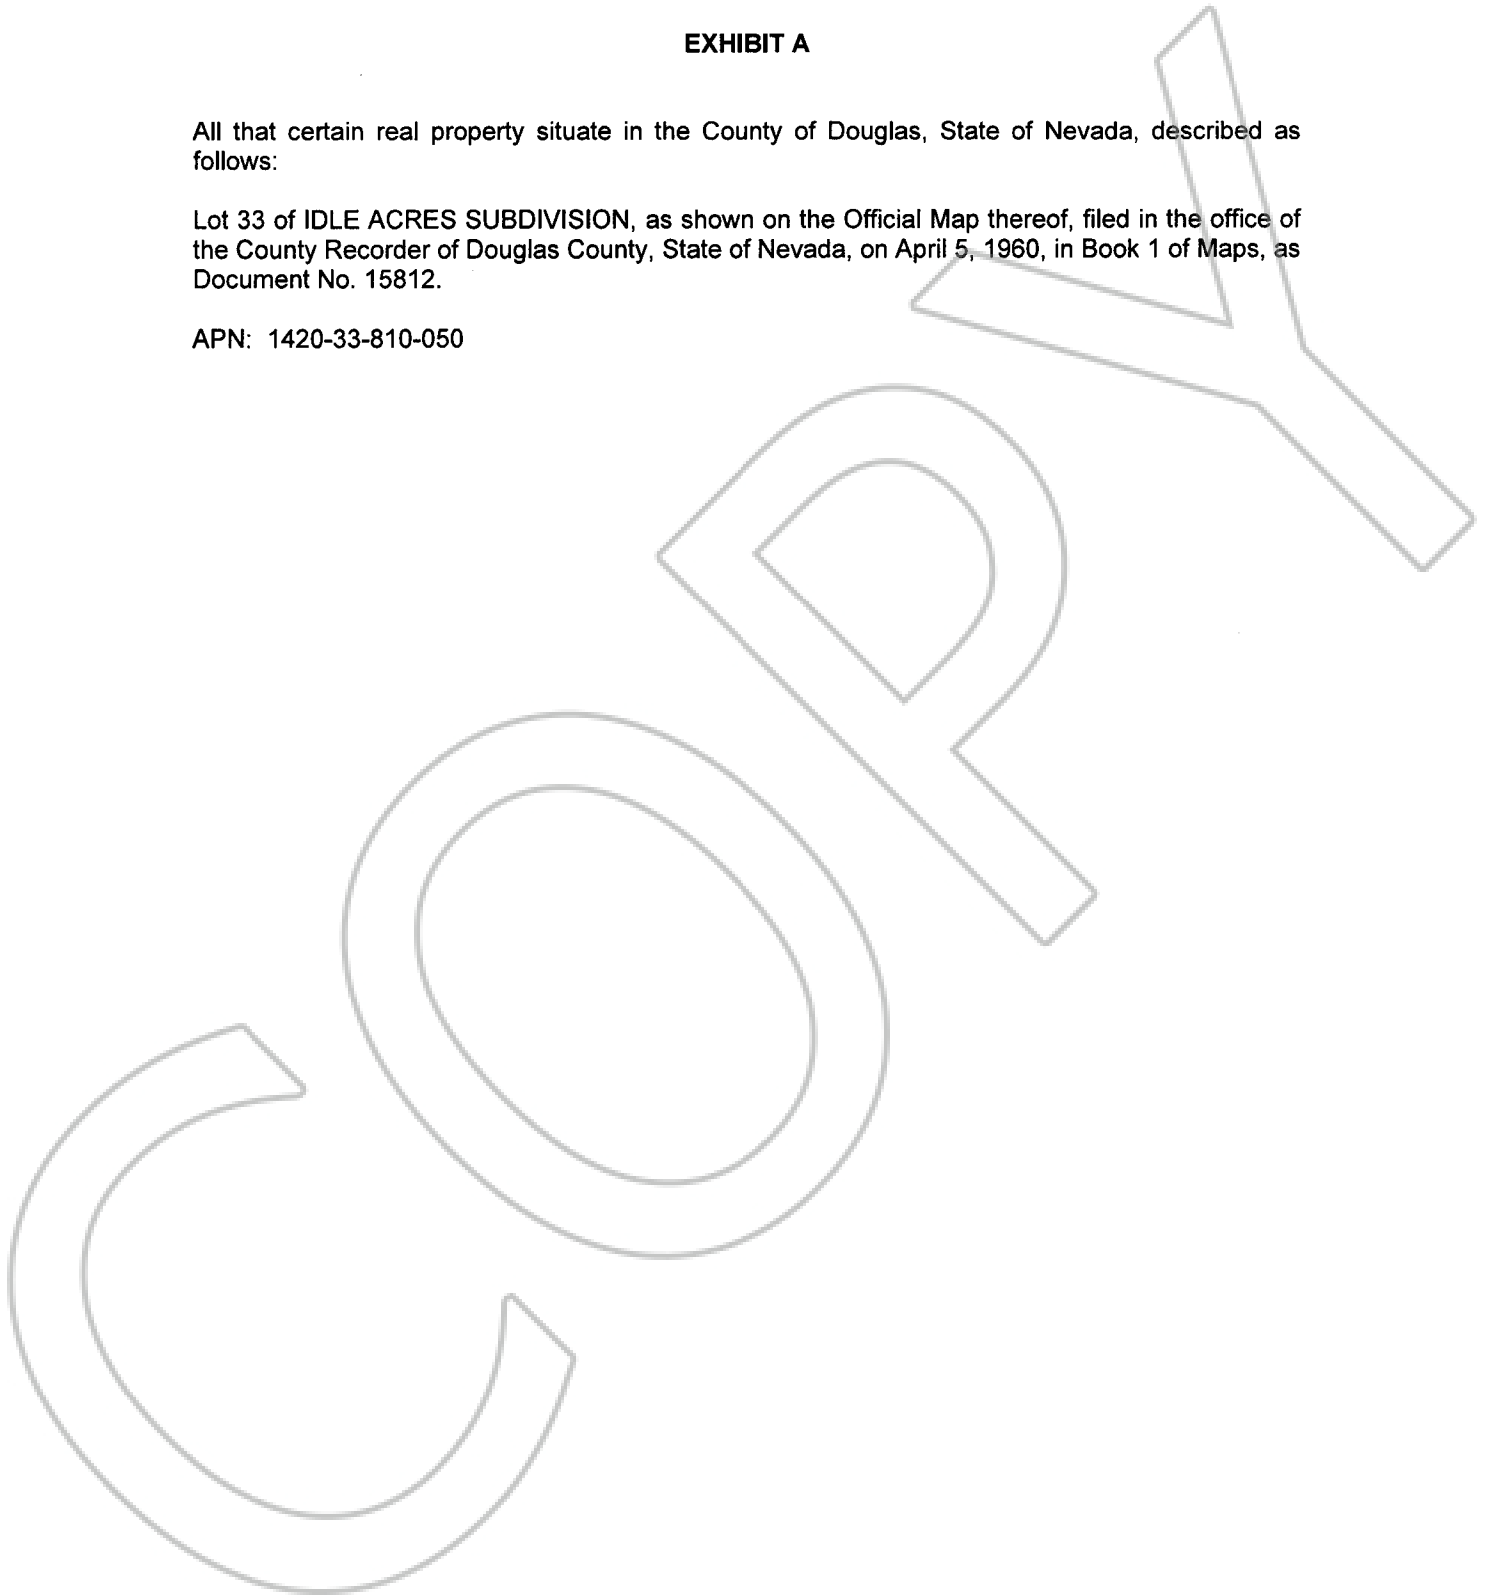 EXHIBIT A
All that certain real property situate in the County of Douglas, State of Nevada, described as
follows:
Lot 33 of IDLE ACRES SUBDIVISION, as shown on the Official Map thereof, filed in the office of
the County Recorder of Douglas County, State of Nevada, on April 5, 1960, in Book 1 of Maps, as
Document No. 15812.
APN: 1420-33-810-050
COPY